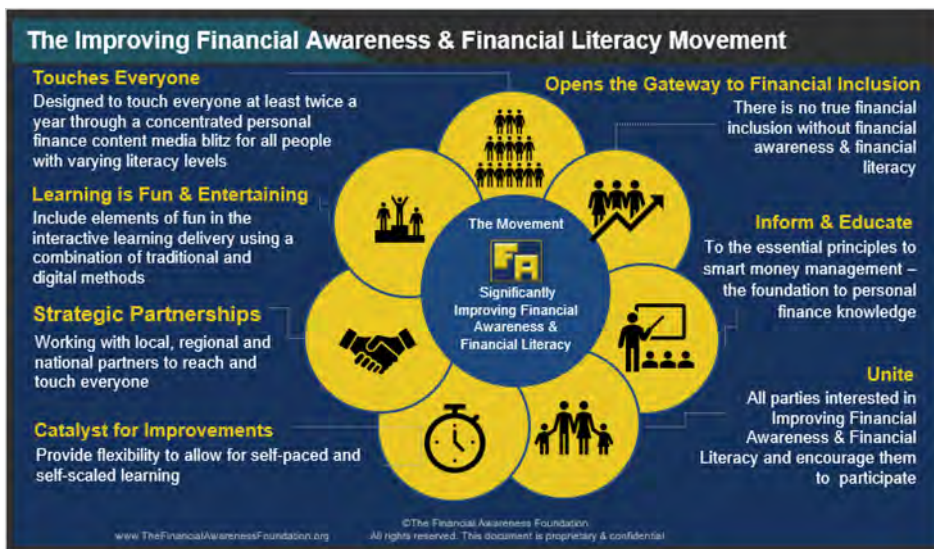 The Improving Financial Awareness & Financial Literacy Movement
Touches Everyone
Designed to touch everyone at least twice a
year through a concentrated personal
finance content media blitz for all people
with varying literacy levels
Learning is Fun & Entertaining
Include elements of fun in the
interactive learning delivery using a
combination of traditional and
digital methods
Strategic Partnerships
Working with local, regional and
national partners to reach and
touch everyone
Catalyst for Improvements
Provide flexibility to allow for self-paced and
self-scaled learning
The Movement
FA
Significantly
Improving Financial
Awareness &
Financial Literacy
Opens the Gateway to Financial Inclusion
There is no true financial
inclusion without financial
awareness & financial
literacy
Inform & Educate
To the essential principles to
smart money management –
the foundation to personal
finance knowledge
Unite
All parties interested in
Improving Financial
Awareness & Financial
Literacy and encourage them
to participate
www.TheFinancialAwarenessFoundation.org
©The Financial Awareness Foundation
All rights reserved. This document is proprietary & confidential